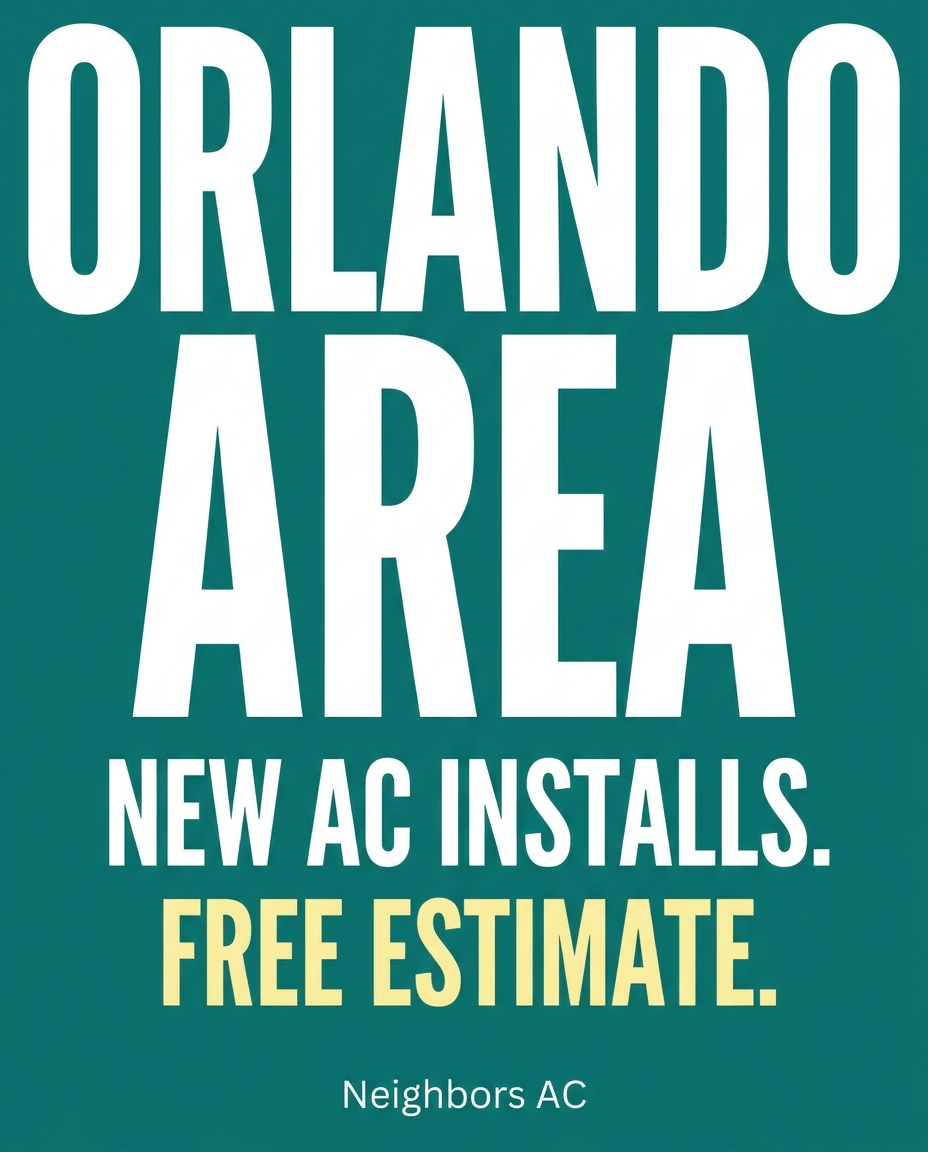 ORLANDO
AREA
NEW AC INSTALLS.
FREE ESTIMATE.
Neighbors AC